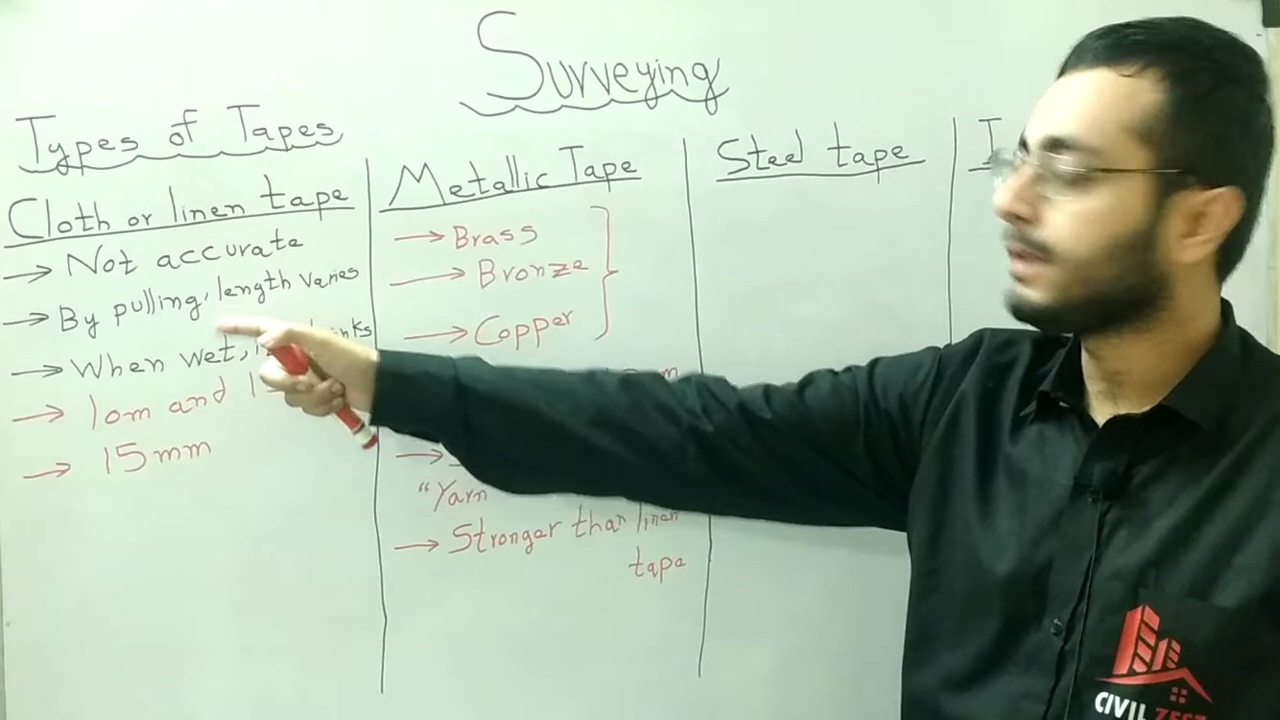 Surveying
Types of Tapes
Cloth or linen tape
→ Not accurate
→ By pulling, length varies
→ When wet,
→ 10m and
→ 15mm
Metallic Tape
→ Brass
→ Bronze
→ Copper
→
"Yarn
→ Stronger than linen
tape
Steel tape
CIVIL